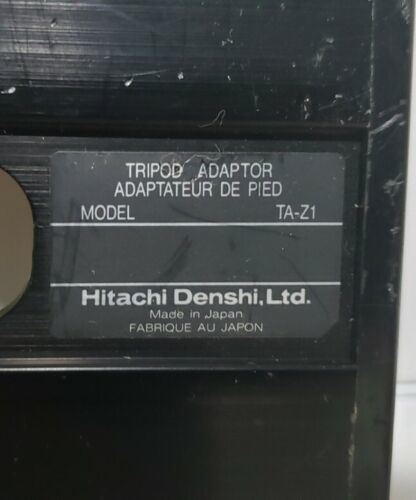 TRIPOD ADAPTOR
ADAPTATEUR DE PIED
MODEL TA-Z1
Hitachi Denshi,Ltd.
Made in Japan
FABRIQUE AU JAPON